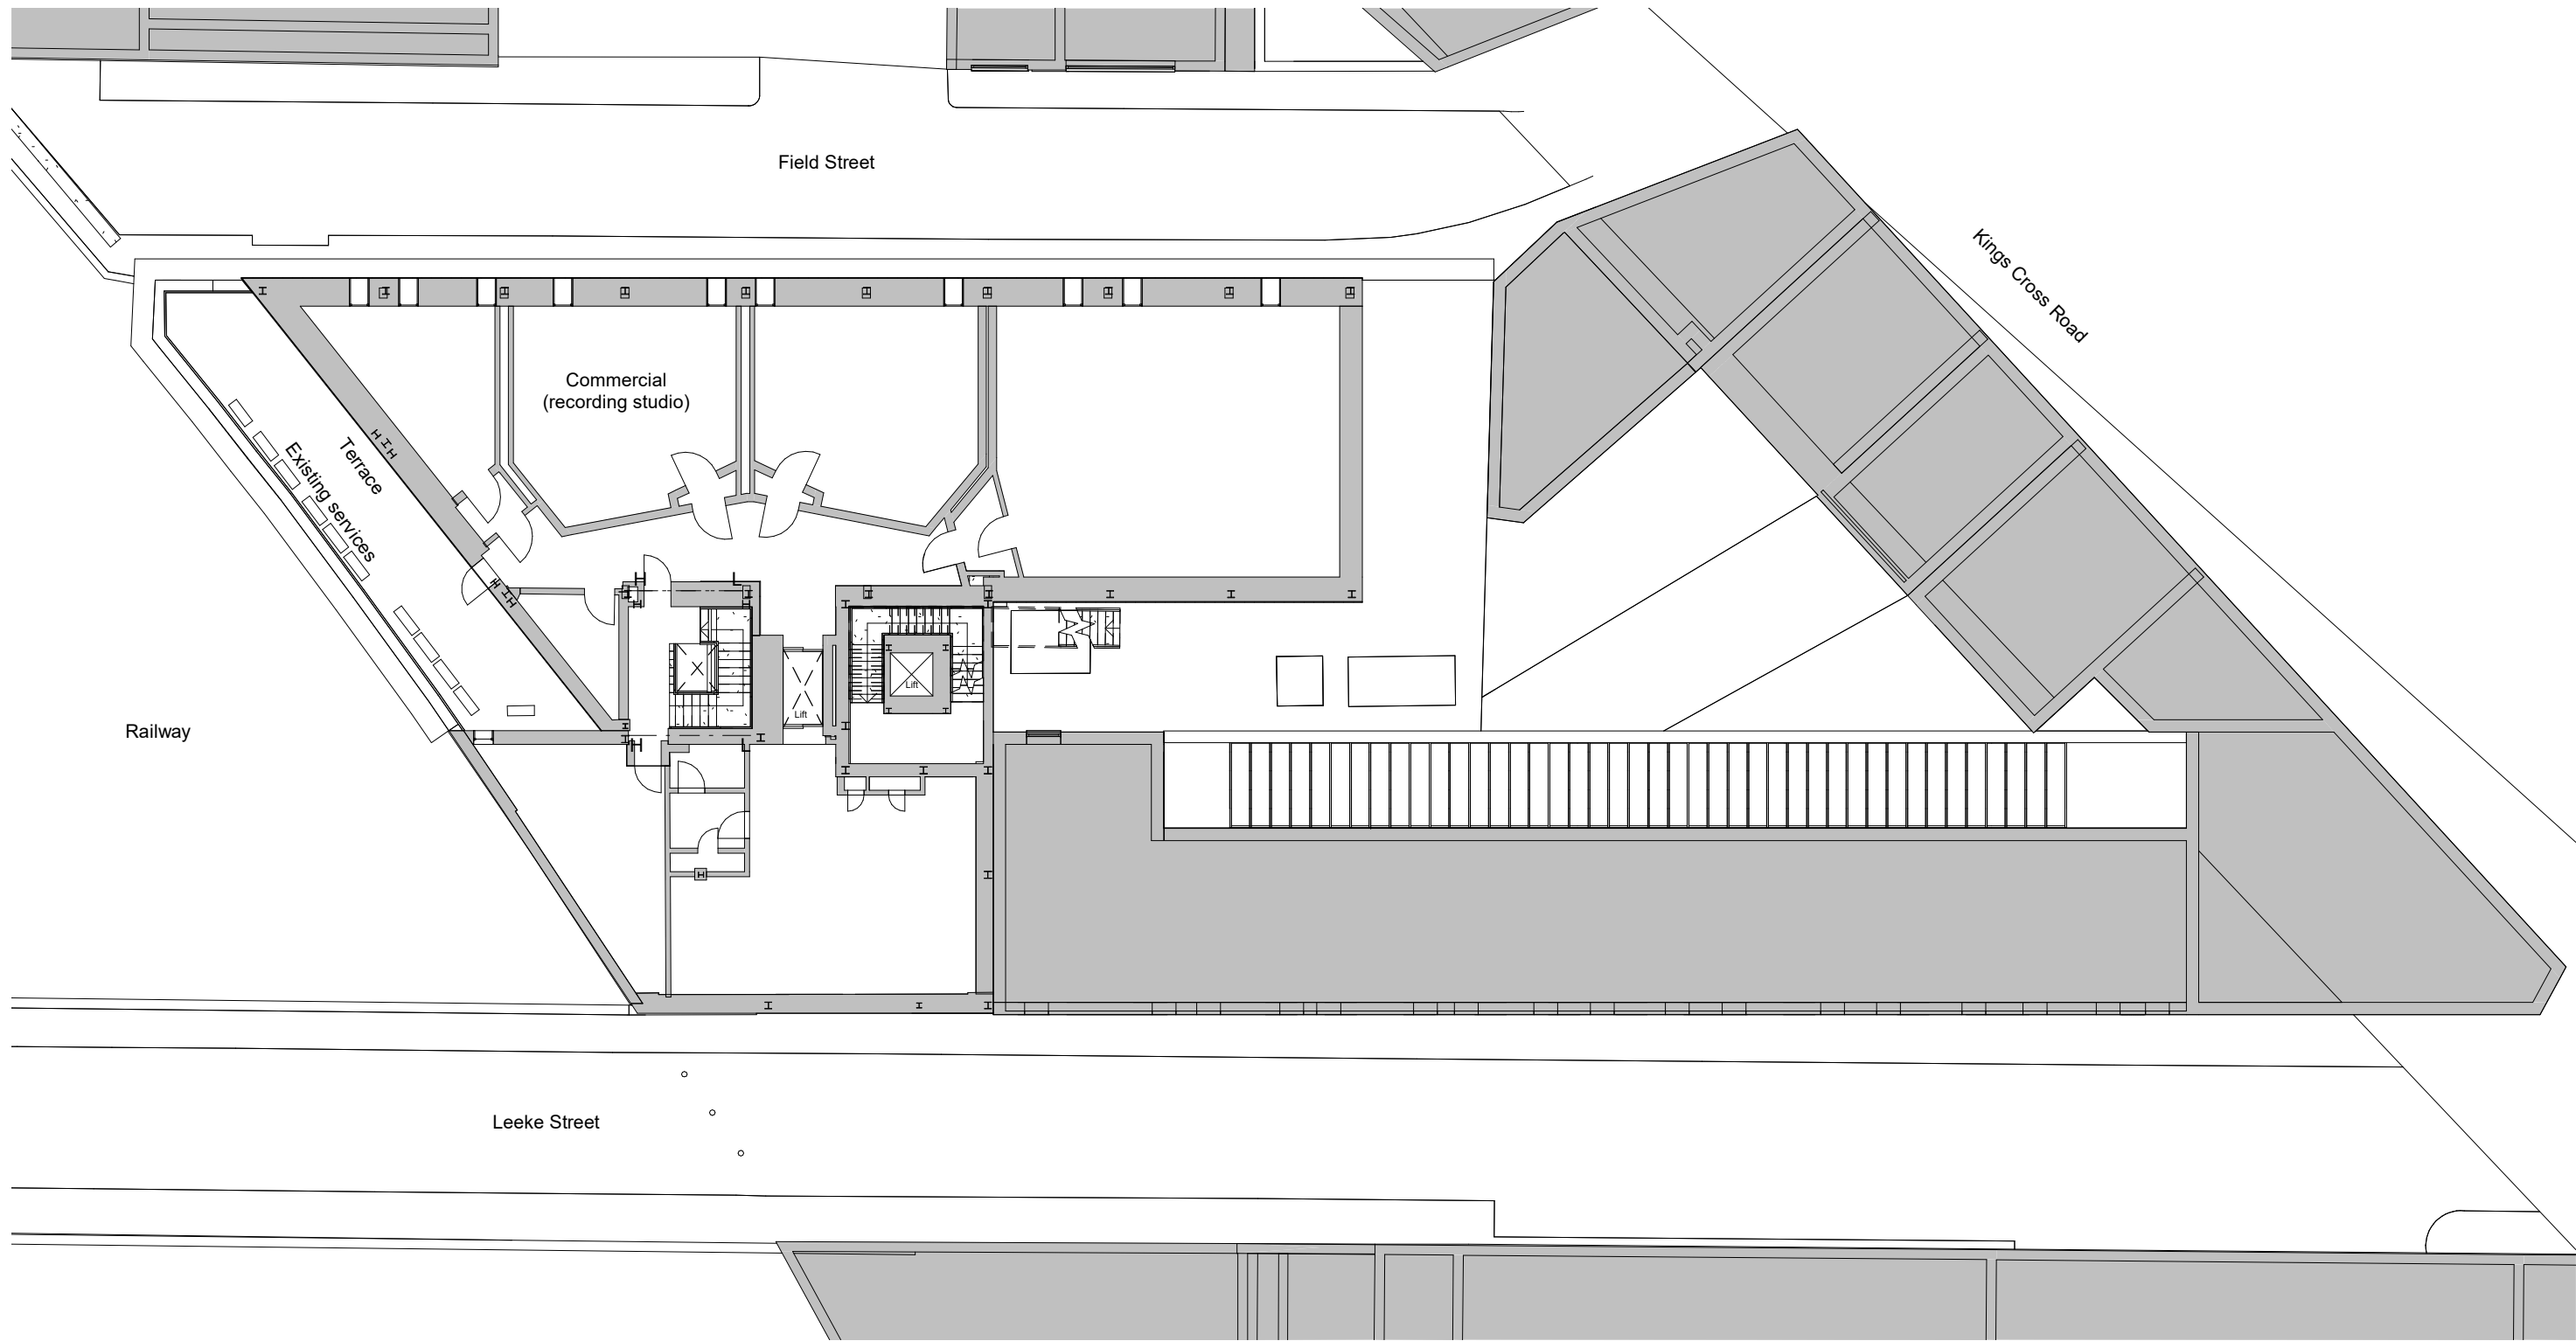 Field Street
Kings Cross Road
Commercial
(recording studio)
Terrace
Existing services
Lift
Lift
Railway
Leeke Street